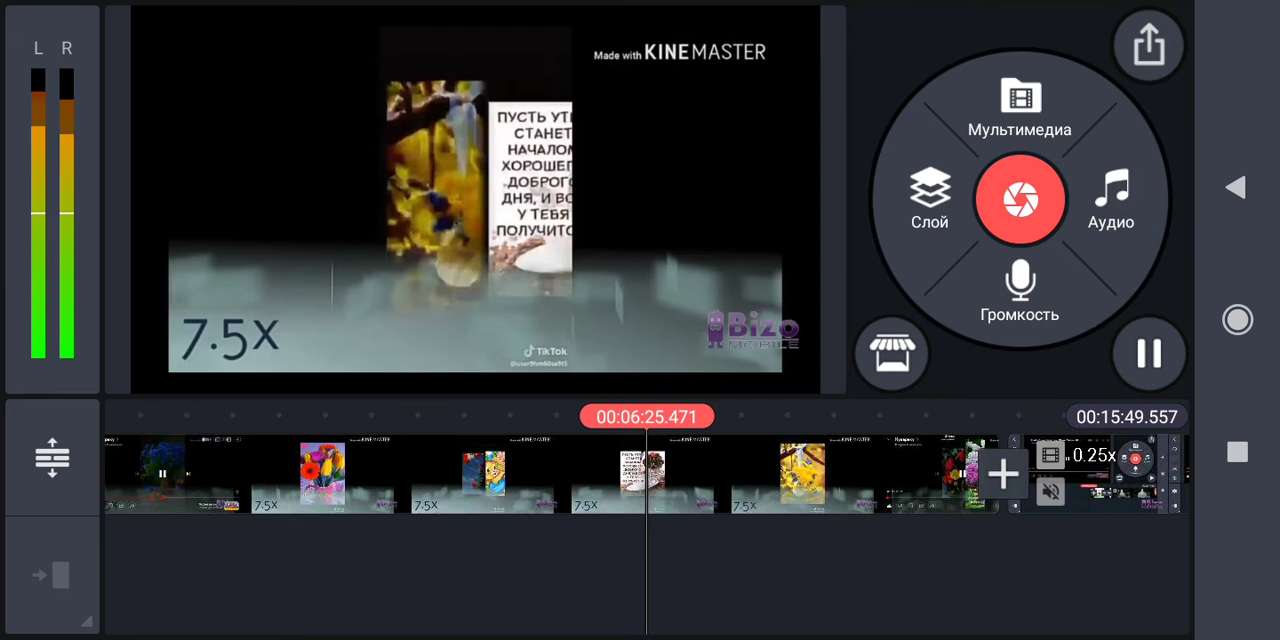 L R
Made with KINEMASTER
ПУСТЬ УТ
СТАНЕТ
НАЧАЛОМ
ХОРОШЕГ
ДОБРОГО
ДНЯ, И ВС
У ТЕБЯ
ПОЛУЧИТС
7.5x
Bizo
MOBILE
TikTok
Мультимедиа
Слой
Аудио
Громкость
00:06:25.471
00:15:49.557
7.5x
7.5x
7.5x
7.5x
0.25x